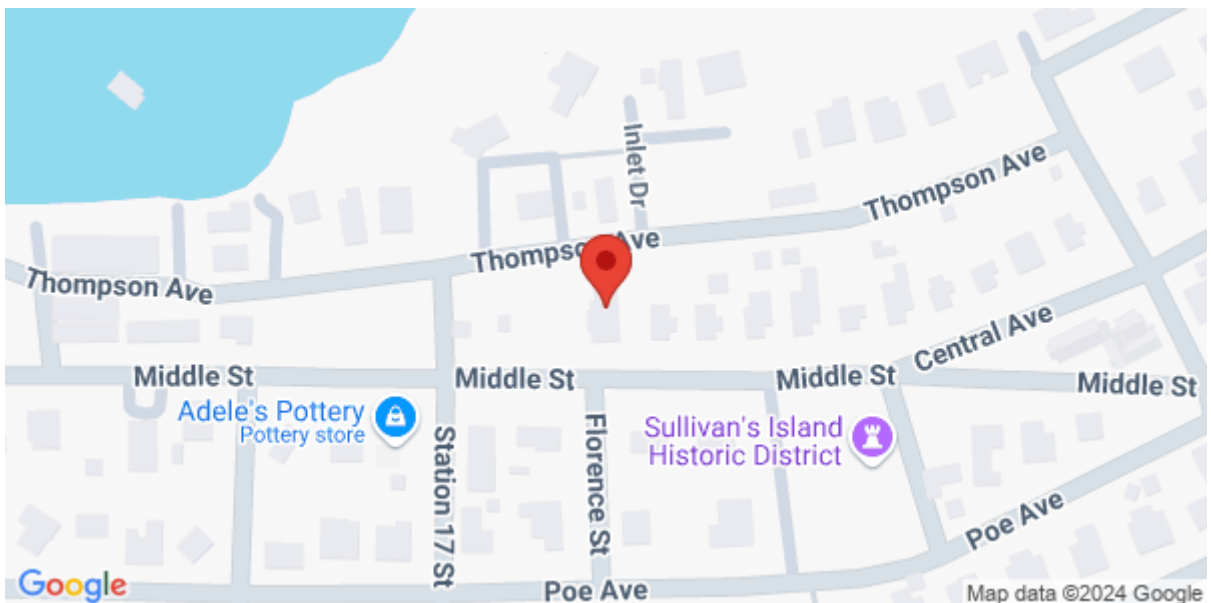 Inlet Dr
Thompson Ave
Thompson Ave
Thompson Ave
Central Ave
Middle St
Middle St
Middle St
Middle St
Adele's Pottery
Pottery store
Station 17 St
Florence St
Sullivan's Island
Historic District
Poe Ave
Poe Ave
Google
Map data ©2024 Google